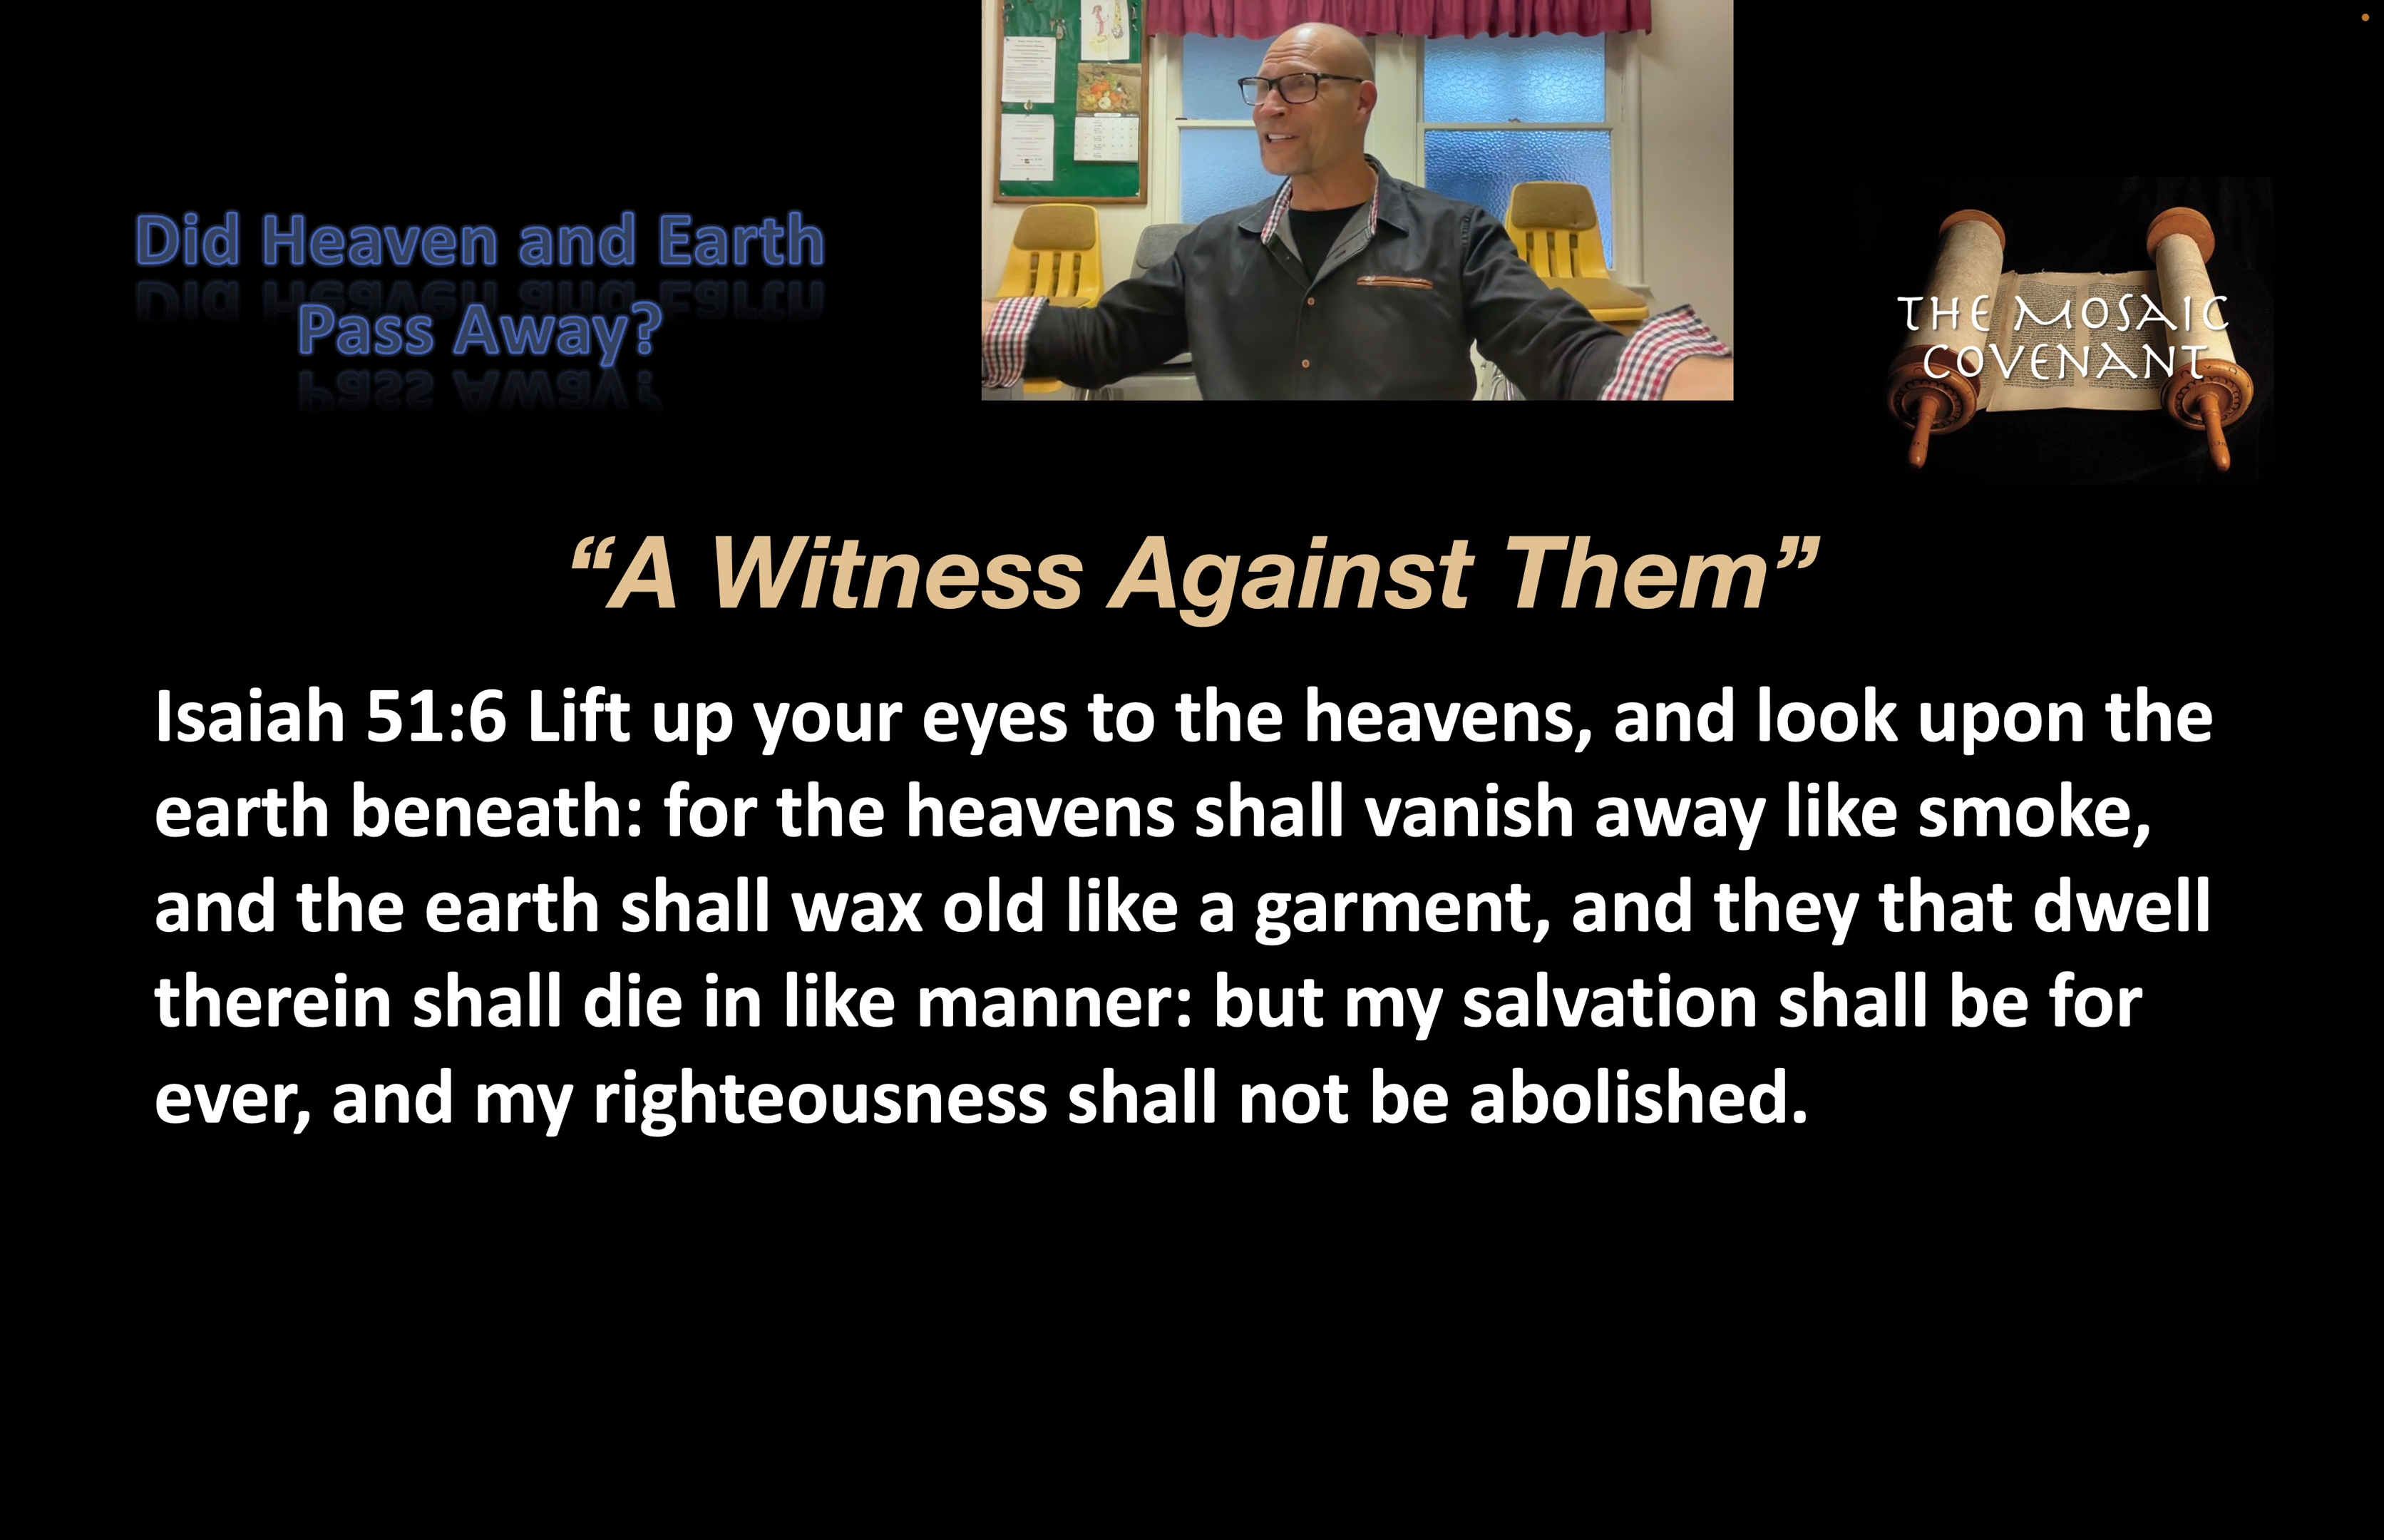 Did Heaven and Earth
Pass Away?
THE MOSAIC
COVENANT
“A Witness Against Them”
Isaiah 51:6 Lift up your eyes to the heavens, and look upon the
earth beneath: for the heavens shall vanish away like smoke,
and the earth shall wax old like a garment, and they that dwell
therein shall die in like manner: but my salvation shall be for
ever, and my righteousness shall not be abolished.